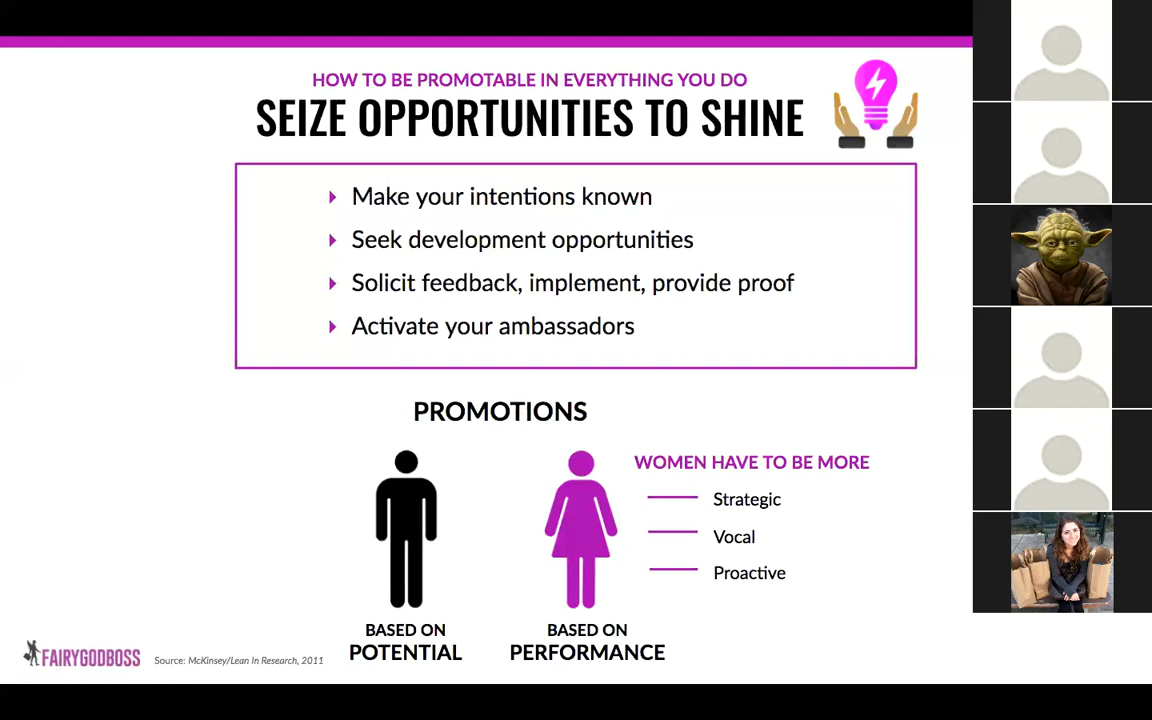 HOW TO BE PROMOTABLE IN EVERYTHING YOU DO
SEIZE OPPORTUNITIES TO SHINE
Make your intentions known
Seek development opportunities
Solicit feedback, implement, provide proof
Activate your ambassadors
PROMOTIONS
WOMEN HAVE TO BE MORE
Strategic
Vocal
Proactive
BASED ON
POTENTIAL
BASED ON
PERFORMANCE
FAIRYGODBOSS
Source: McKinsey/Lean In Research, 2011